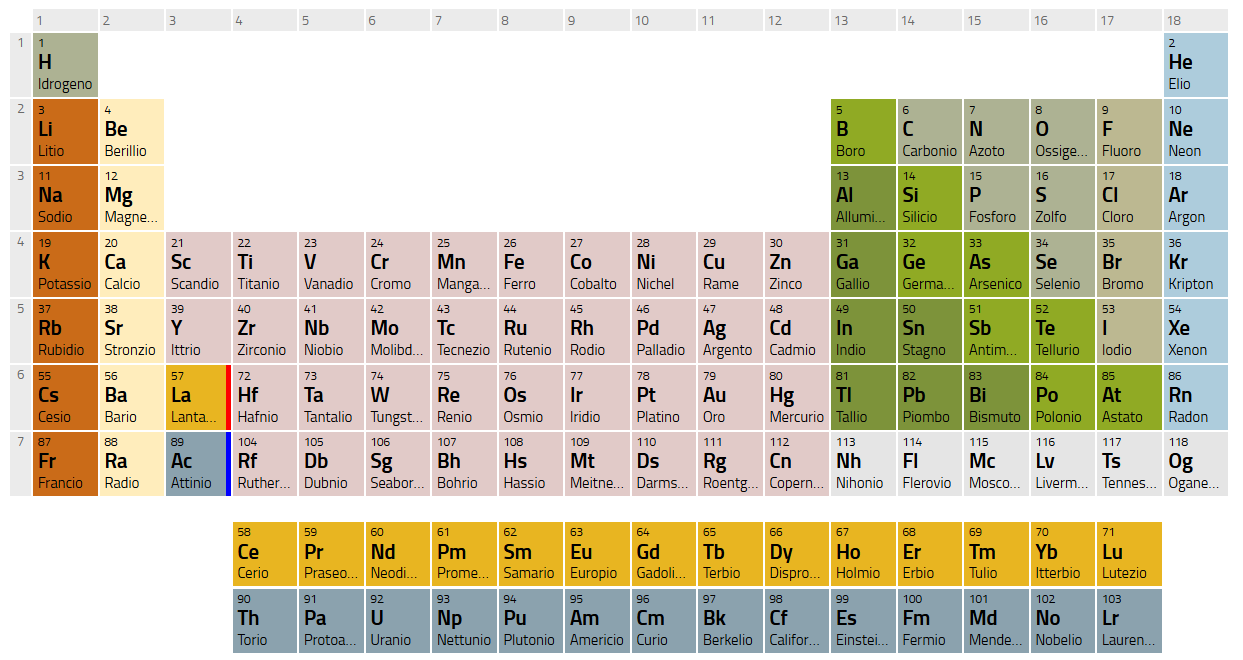 1 2 3 4 5 6 7 8 9 10 11 12 13 14 15 16 17 18
1 1 2
H He
Idrogeno Elio
2 3 4 5 6 7 8 9 10
Li Be B C N O F Ne
Litio Berillio Boro Carbonio Azoto Ossige... Fluoro Neon
3 11 12 13 14 15 16 17 18
Na Mg Al Si P S Cl Ar
Sodio Magne... Allumi... Silicio Fosforo Zolfo Cloro Argon
4 19 20 21 22 23 24 25 26 27 28 29 30 31 32 33 34 35 36
K Ca Sc Ti V Cr Mn Fe Co Ni Cu Zn Ga Ge As Se Br Kr
Potassio Calcio Scandio Titanio Vanadio Cromo Manga... Ferro Cobalto Nichel Rame Zinco Gallio Germa... Arsenico Selenio Bromo Kripton
5 37 38 39 40 41 42 43 44 45 46 47 48 49 50 51 52 53 54
Rb Sr Y Zr Nb Mo Tc Ru Rh Pd Ag Cd In Sn Sb Te I Xe
Rubidio Stronzio Ittrio Zirconio Niobio Molibd... Tecnezio Rutenio Rodio Palladio Argento Cadmio Indio Stagno Antim... Tellurio Iodio Xenon
6 55 56 57 72 73 74 75 76 77 78 79 80 81 82 83 84 85 86
Cs Ba La Hf Ta W Re Os Ir Pt Au Hg Tl Pb Bi Po At Rn
Cesio Bario Lanta... Hafnio Tantalio Tungst... Renio Osmio Iridio Platino Oro Mercurio Tallio Piombo Bismuto Polonio Astato Radon
7 87 88 89 104 105 106 107 108 109 110 111 112 113 114 115 116 117 118
Fr Ra Ac Rf Db Sg Bh Hs Mt Ds Rg Cn Nh Fl Mc Lv Ts Og
Francio Radio Attinio Ruther... Dubnio Seabor... Bohrio Hassio Meitne... Darms... Roentg... Copern... Nihonio Flerovio Mosco... Liverm... Tennes... Ogane...
58 59 60 61 62 63 64 65 66 67 68 69 70 71
Ce Pr Nd Pm Sm Eu Gd Tb Dy Ho Er Tm Yb Lu
Cerio Praseo... Neodi... Prome... Samario Europio Gadoli... Terbio Dispro... Holmio Erbio Tulio Itterbio Lutezio
90 91 92 93 94 95 96 97 98 99 100 101 102 103
Th Pa U Np Pu Am Cm Bk Cf Es Fm Md No Lr
Torio Protoa... Uranio Nettunio Plutonio Americio Curio Berkelio Califor... Einstei... Fermio Mende... Nobelio Lauren...